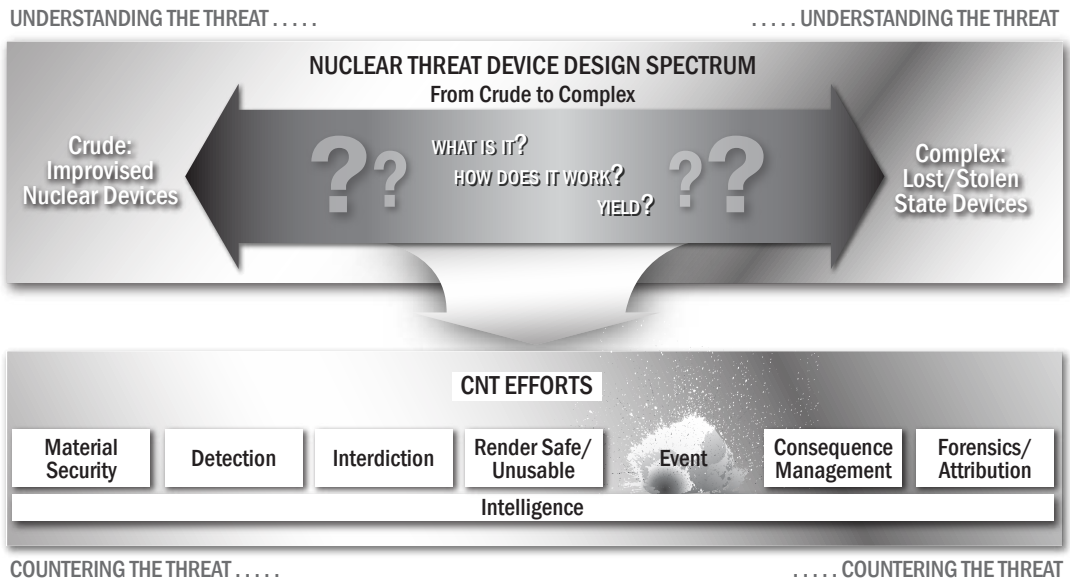 UNDERSTANDING THE THREAT . . . . .
. . . . . UNDERSTANDING THE THREAT
NUCLEAR THREAT DEVICE DESIGN SPECTRUM
From Crude to Complex
Crude:
Improvised
Nuclear Devices
? ?
WHAT IS IT?
HOW DOES IT WORK?
YIELD?
? ?
Complex:
Lost/Stolen
State Devices
CNT EFFORTS
Material
Security
Detection
Interdiction
Render Safe/
Unusable
Event
Consequence
Management
Forensics/
Attribution
Intelligence
COUNTERING THE THREAT . . . . .
. . . . . COUNTERING THE THREAT